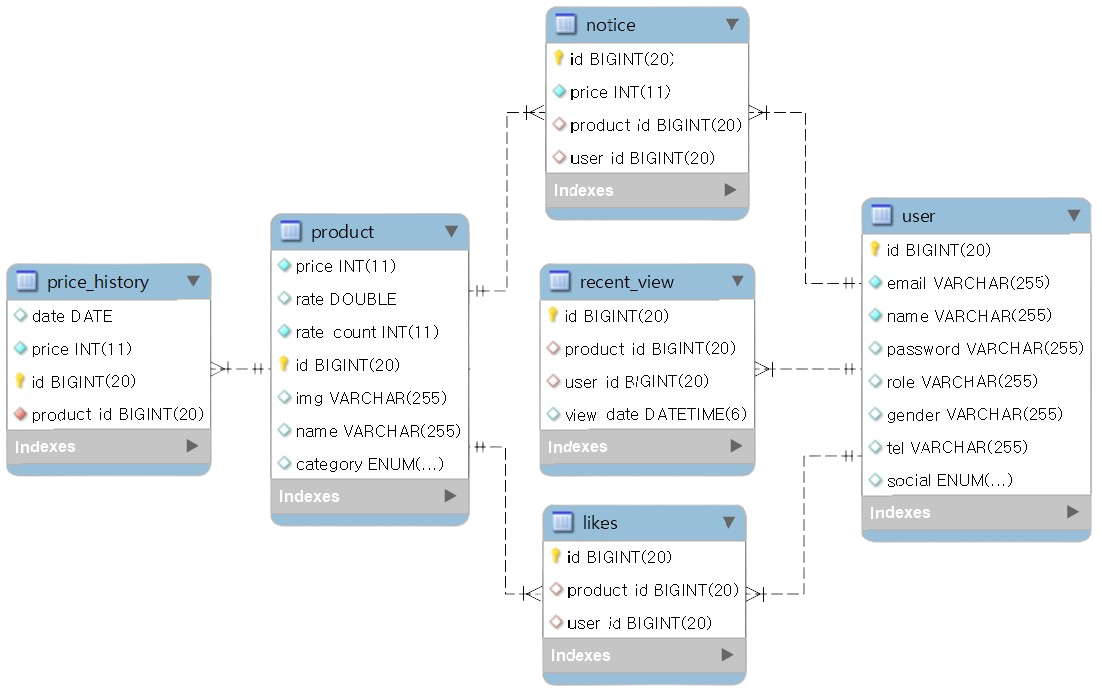 notice
id BIGINT(20)
price INT(11)
product id BIGINT(20)
user id BIGINT(20)
Indexes
product
price INT(11)
rate DOUBLE
rate count INT(11)
id BIGINT(20)
img VARCHAR(255)
name VARCHAR(255)
category ENUM(...)
Indexes
price_history
date DATE
price INT(11)
id BIGINT(20)
product id BIGINT(20)
Indexes
recent_view
id BIGINT(20)
product id BIGINT(20)
user id BIGINT(20)
view date DATETIME(6)
Indexes
user
id BIGINT(20)
email VARCHAR(255)
name VARCHAR(255)
password VARCHAR(255)
role VARCHAR(255)
gender VARCHAR(255)
tel VARCHAR(255)
social ENUM(...)
Indexes
likes
id BIGINT(20)
product id BIGINT(20)
user id BIGINT(20)
Indexes